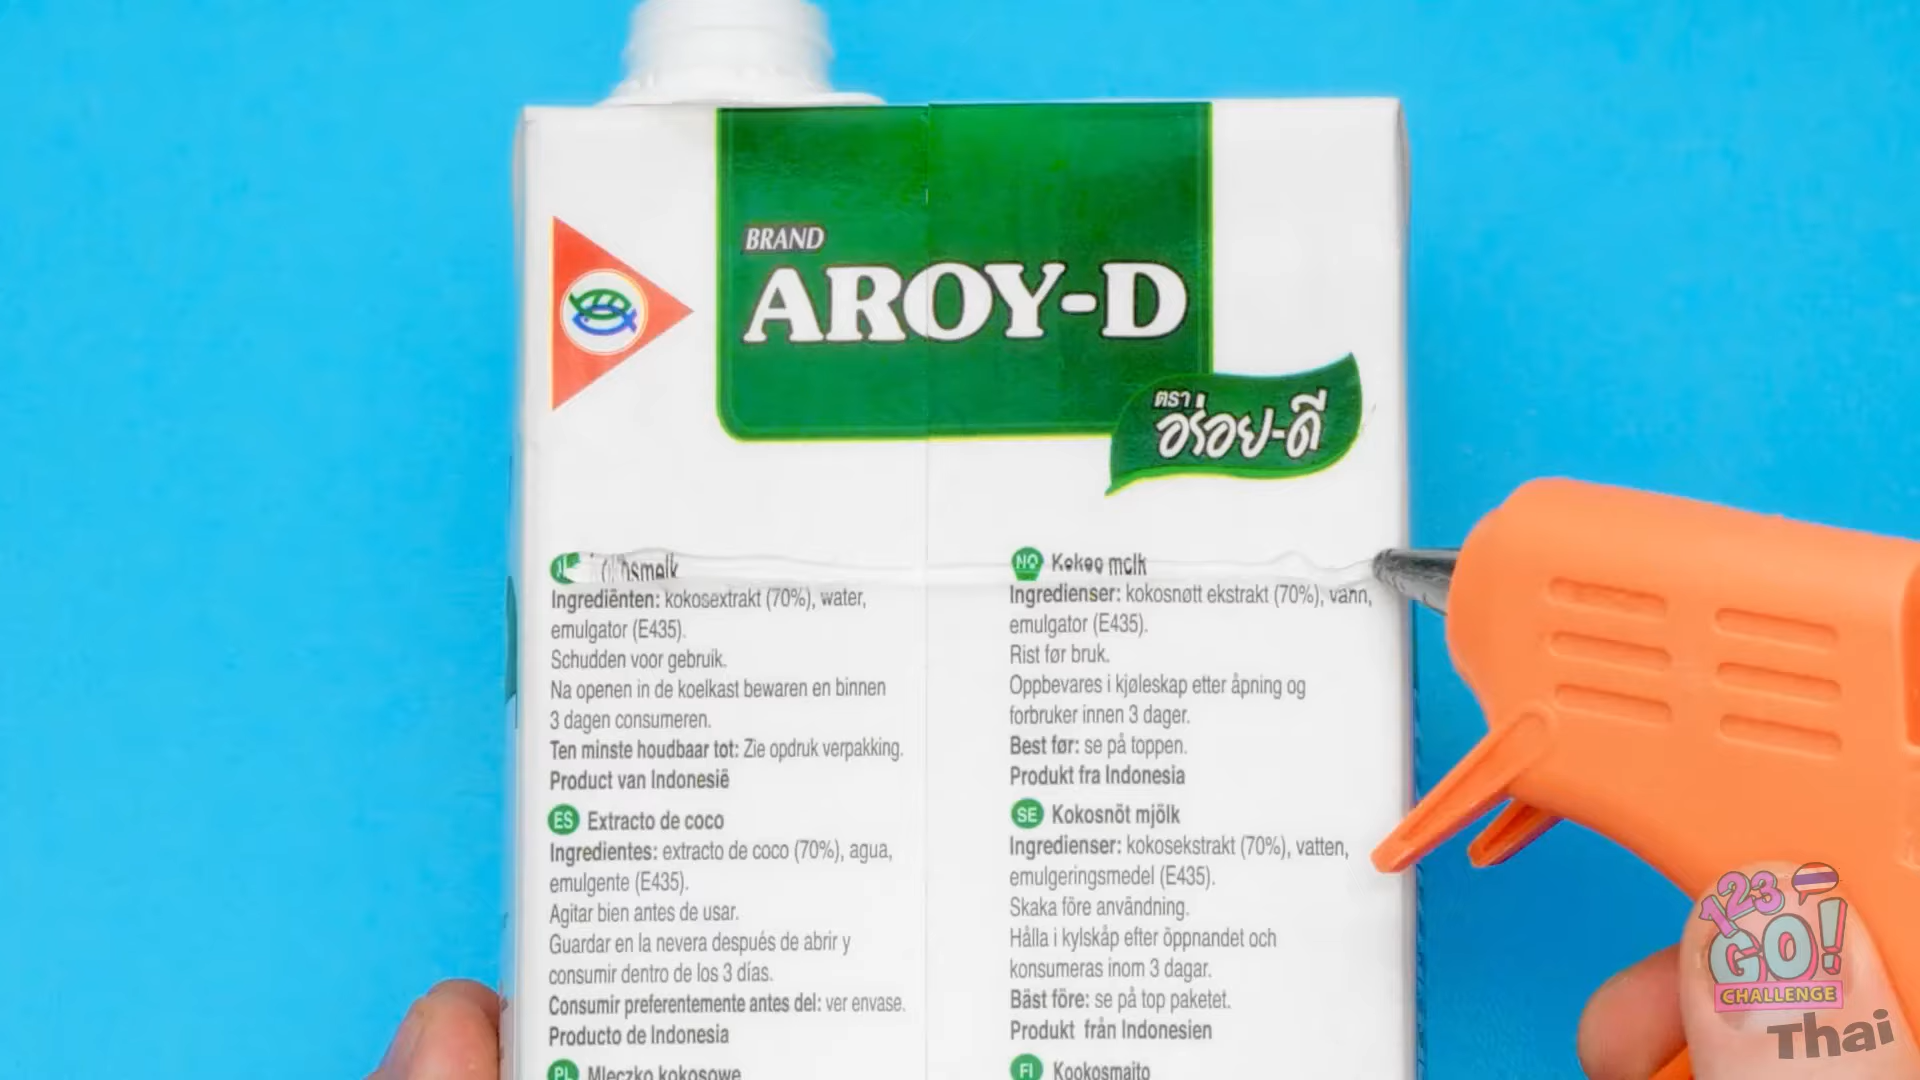 BRAND
AROY-D
ตรา
อร่อย-ดี
Ingrediënten: kokosextrakt (70%), water,
emulgator (E435).
Schudden voor gebruik.
Na openen in de koelkast bewaren en binnen
3 dagen consumeren.
Ten minste houdbaar tot: Zie opdruk verpakking.
Product van Indonesië
ES Extracto de coco
Ingredientes: extracto de coco (70%), agua,
emulgente (E435).
Agitar bien antes de usar.
Guardar en la nevera después de abrir y
consumir dentro de los 3 días.
Consumir preferentemente antes del: ver envase.
Producto de Indonesia
PL Mleczko kokosowe
NO
Ingredienser: kokosnøtt ekstrakt (70%), vann,
emulgator (E435).
Rist før bruk.
Oppbevares i kjøleskap etter åpning og
forbruker innen 3 dager.
Best før: se på toppen.
Produkt fra Indonesia
SE Kokosnöt mjölk
Ingredienser: kokosekstrakt (70%), vatten,
emulgeringsmedel (E435).
Skaka före användning.
Hålla i kylskåp efter öppnandet och
konsumeras inom 3 dagar.
Bäst före: se på top paketet.
Produkt från Indonesien
FI Kookosmaito
123
GO!
CHALLENGE
Thai